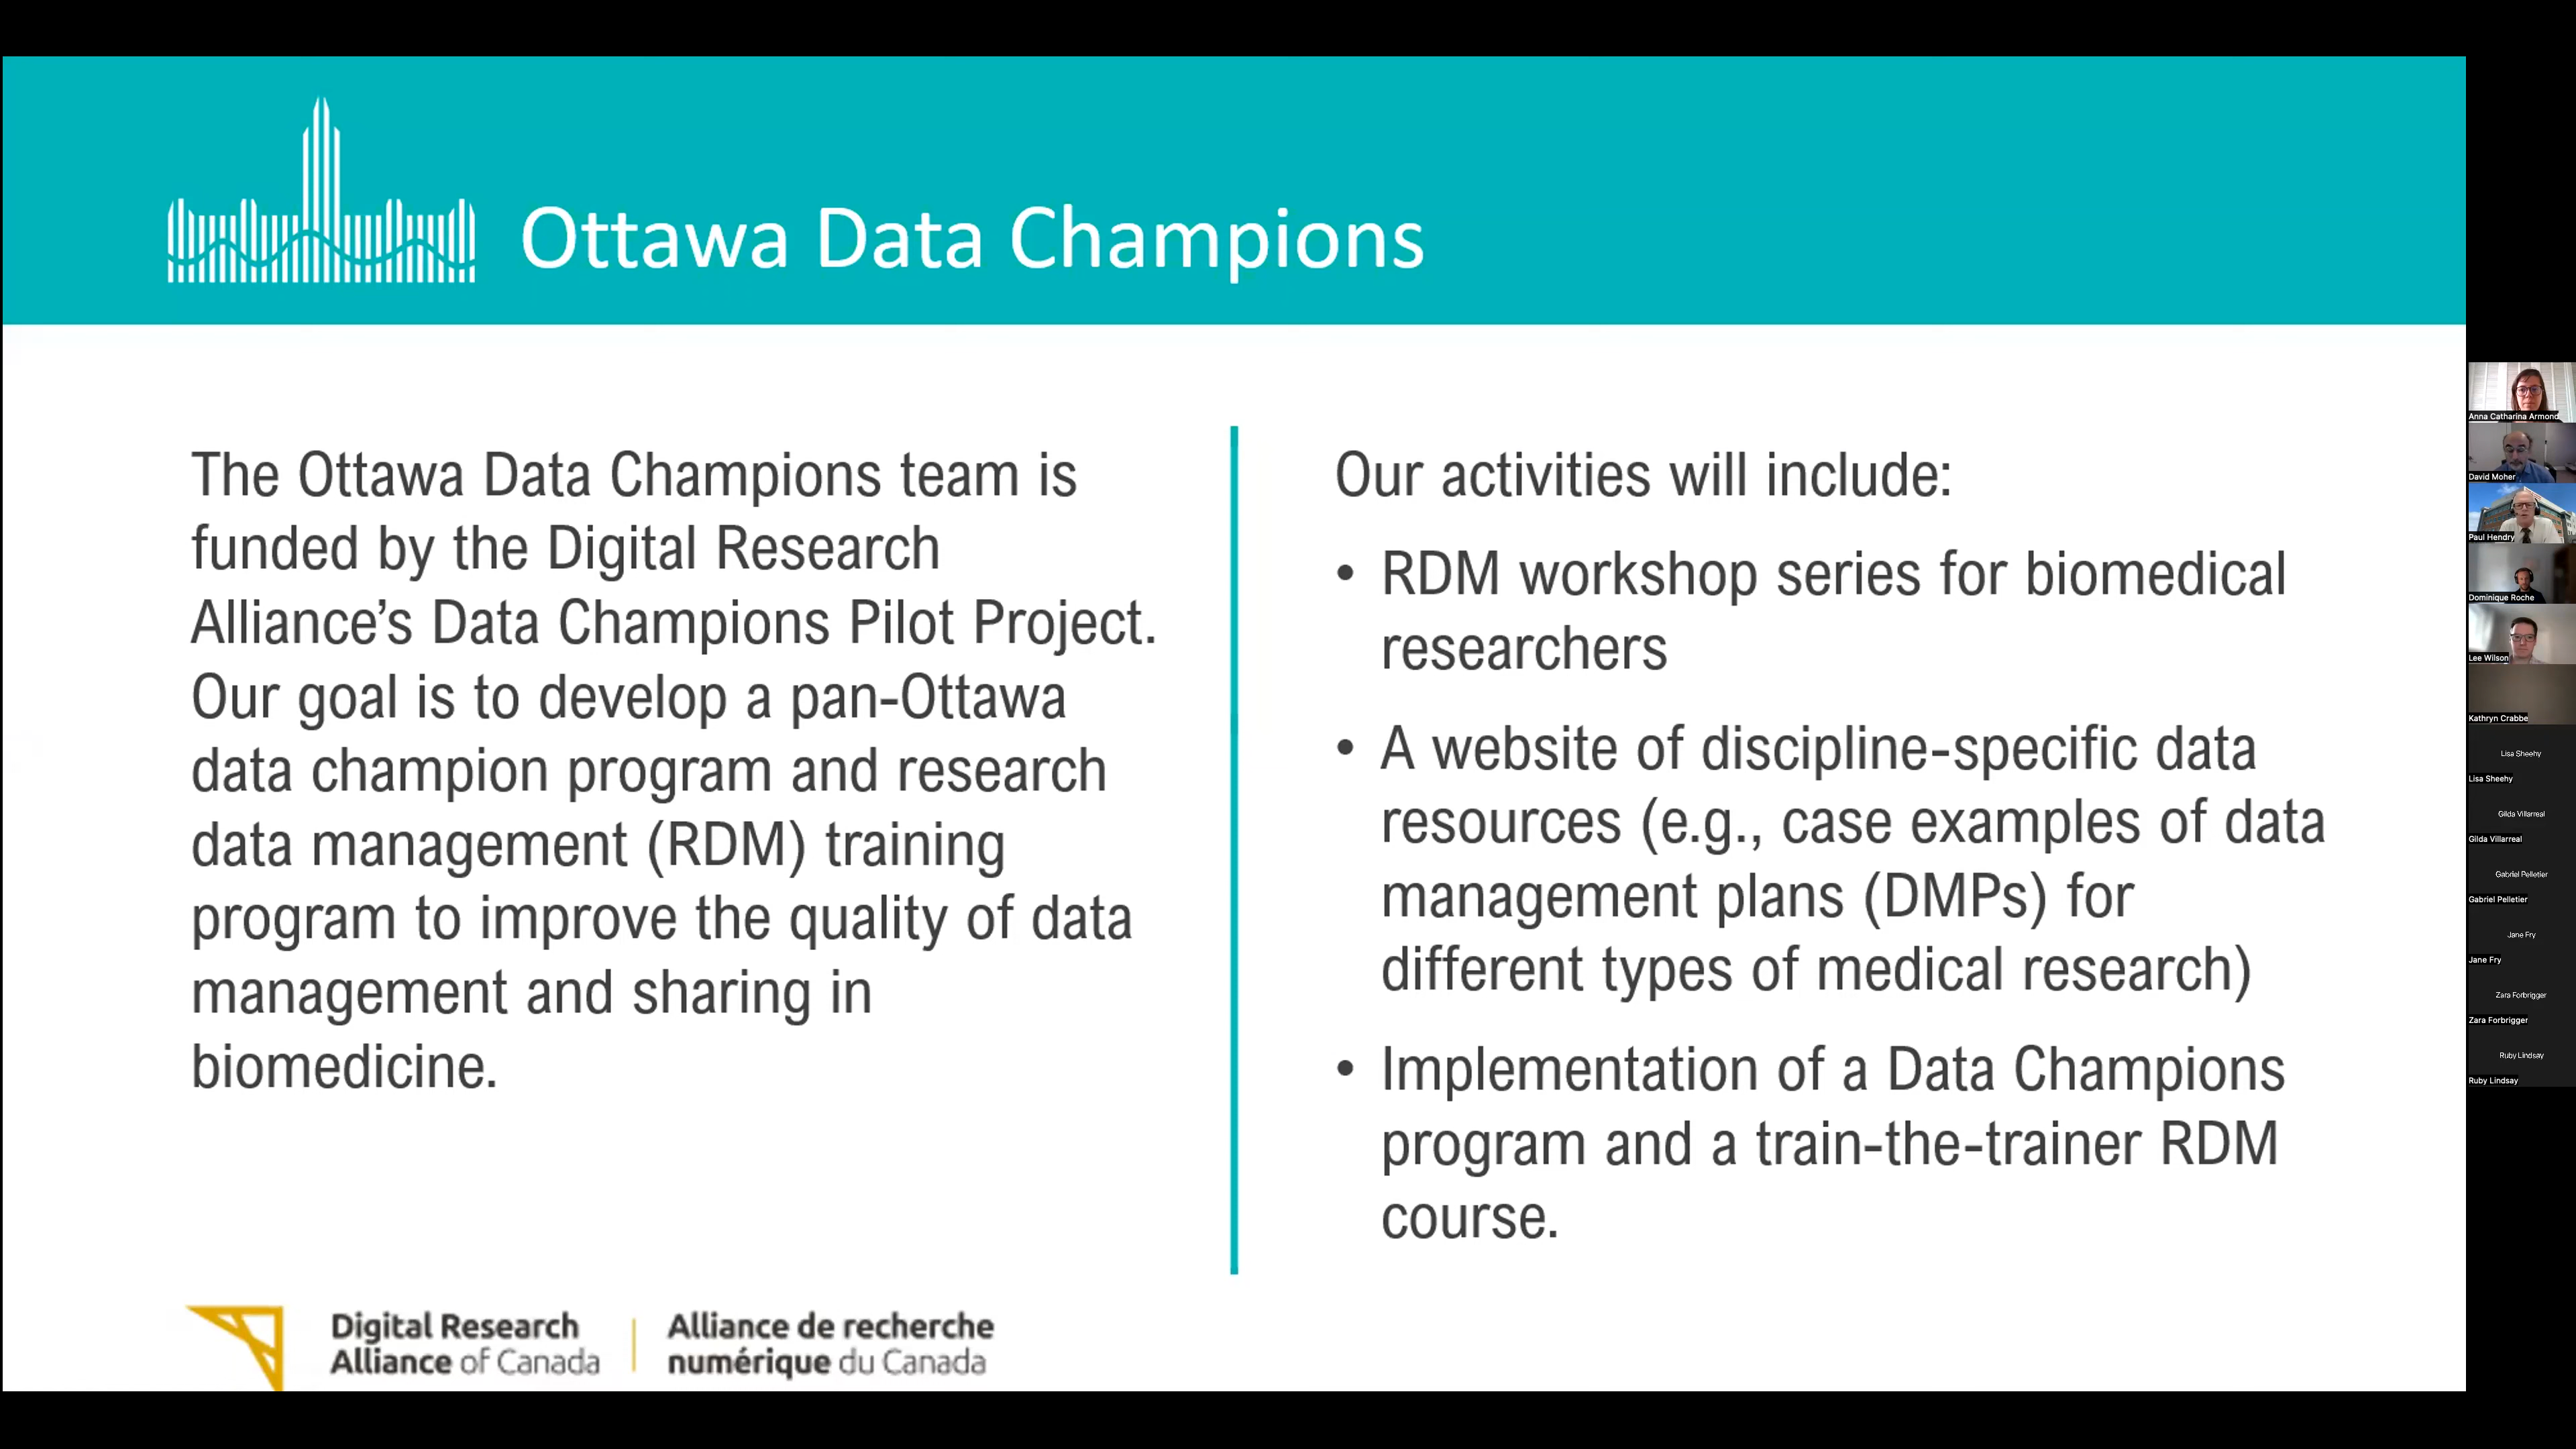 Ottawa Data Champions
The Ottawa Data Champions team is
funded by the Digital Research
Alliance’s Data Champions Pilot Project.
Our goal is to develop a pan-Ottawa
data champion program and research
data management (RDM) training
program to improve the quality of data
management and sharing in
biomedicine.
Our activities will include:
• RDM workshop series for biomedical
researchers
• A website of discipline-specific data
resources (e.g., case examples of data
management plans (DMPs) for
different types of medical research)
• Implementation of a Data Champions
program and a train-the-trainer RDM
course.
Digital Research
Alliance of Canada
Alliance de recherche
numérique du Canada
Anna Catharina Armond
David Moher
Paul Hendry
Dominique Roche
Lee Wilson
Kathryn Crabbe
Lisa Sheehy
Lisa Sheehy
Gilda Villarreal
Gilda Villarreal
Gabriel Pelletier
Gabriel Pelletier
Jane Fry
Jane Fry
Zara Forbrigger
Zara Forbrigger
Ruby Lindsay
Ruby Lindsay